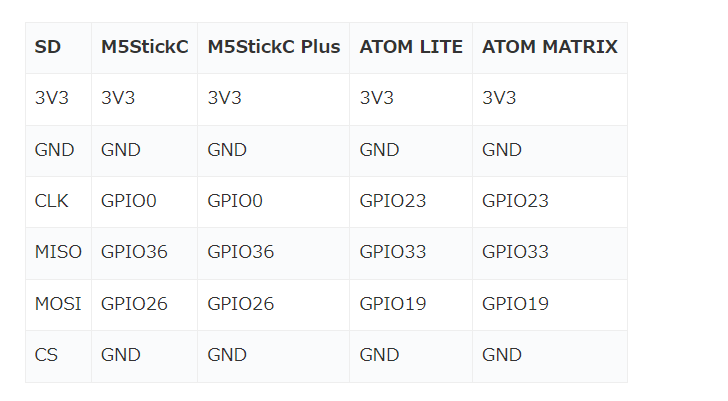 SD M5StickC M5StickC Plus ATOM LITE ATOM MATRIX
3V3 3V3 3V3 3V3 3V3
GND GND GND GND GND
CLK GPIO0 GPIO0 GPIO23 GPIO23
MISO GPIO36 GPIO36 GPIO33 GPIO33
MOSI GPIO26 GPIO26 GPIO19 GPIO19
CS GND GND GND GND